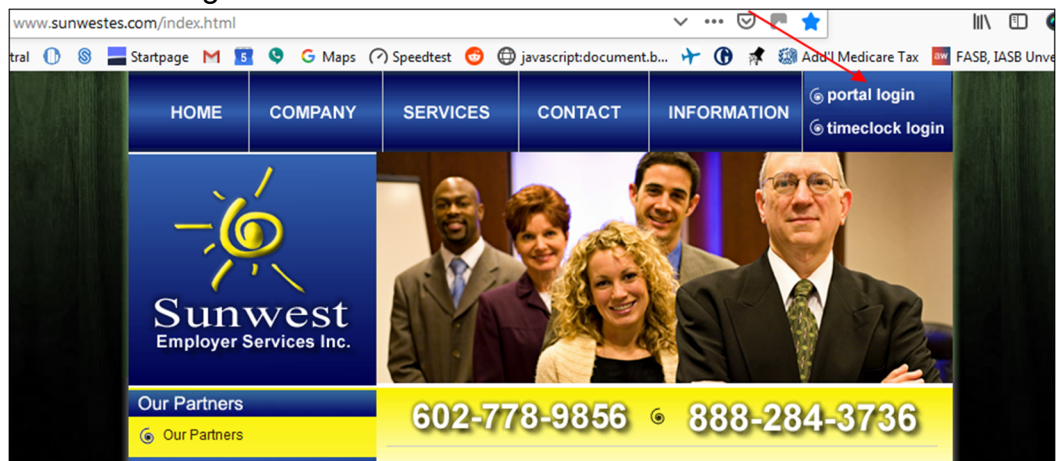 www.sunwestes.com/index.html
tral Startpage G Maps Speedtest javascript:document.b... Add'l Medicare Tax aw FASB, IASB Unve
HOME COMPANY SERVICES CONTACT INFORMATION
portal login
timeclock login
Sunwest
Employer Services Inc.
Our Partners
Our Partners
602-778-9856 888-284-3736